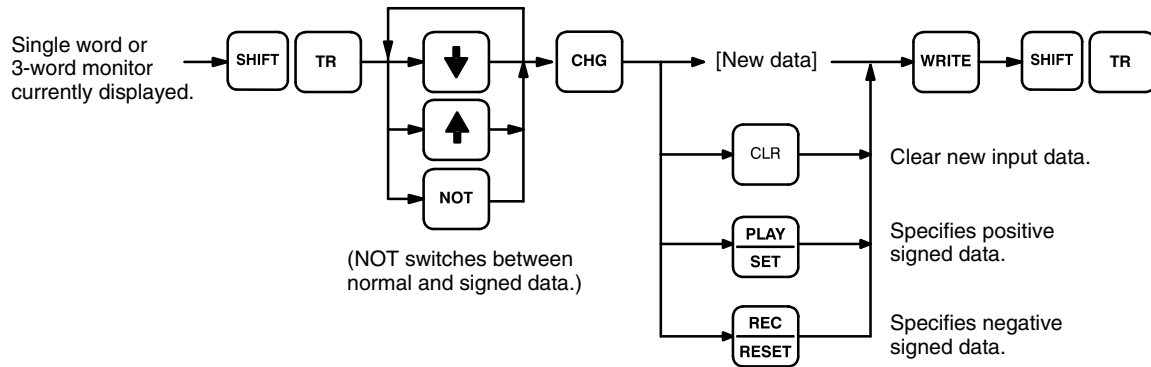 Single word or
3-word monitor
currently displayed.
SHIFT TR CHG [New data] WRITE SHIFT TR
CLR Clear new input data.
NOT
(NOT switches between
normal and signed data.)
PLAY
SET
Specifies positive
signed data.
REC
RESET
Specifies negative
signed data.